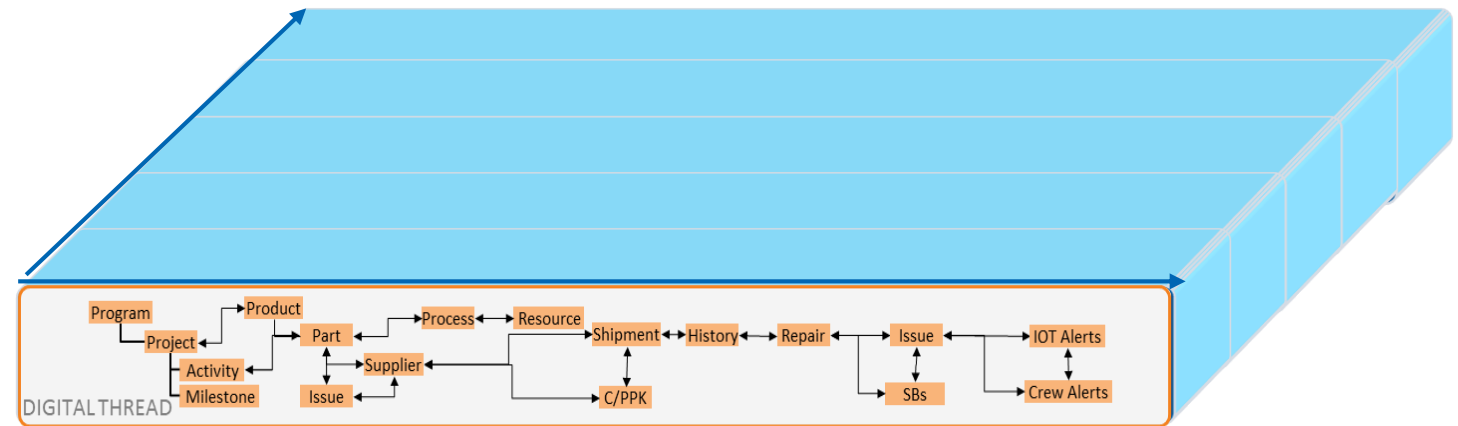 Program
Project
Activity
Milestone
Product
Part
Issue
Process
Resource
Supplier
Shipment
C/PPK
History
Repair
Issue
SBs
IOT Alerts
Crew Alerts
DIGITAL THREAD